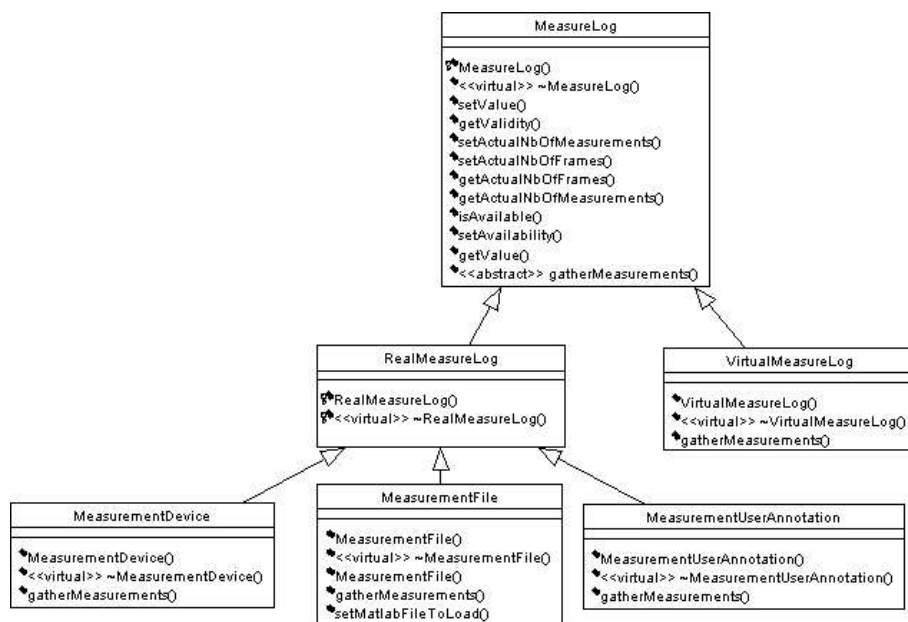 MeasureLog
MeasureLog()
<<virtual>> ~MeasureLog()
setValue()
getValidity()
setActualNbOfMeasurements()
setActualNbOfFrames()
getActualNbOfFrames()
getActualNbOfMeasurements()
isAvailable()
setAvailability()
getValue()
<<abstract>> gatherMeasurements()
RealMeasureLog
RealMeasureLog()
<<virtual>> ~RealMeasureLog()
VirtualMeasureLog
VirtualMeasureLog()
<<virtual>> ~VirtualMeasureLog()
gatherMeasurements()
MeasurementDevice
MeasurementDevice()
<<virtual>> ~MeasurementDevice()
gatherMeasurements()
MeasurementFile
MeasurementFile()
<<virtual>> ~MeasurementFile()
MeasurementFile()
gatherMeasurements()
setMatlabFileToLoad()
MeasurementUserAnnotation
MeasurementUserAnnotation()
<<virtual>> ~MeasurementUserAnnotation()
gatherMeasurements()